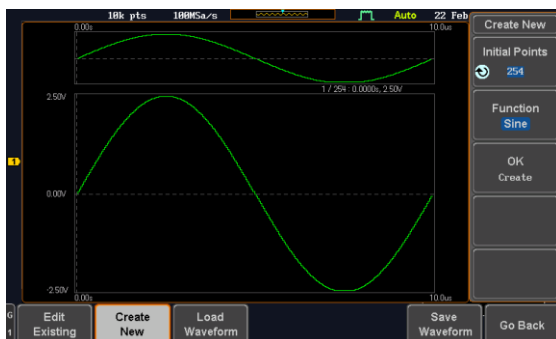 10k pts 100MSa/s Auto 22 Feb
Create New
0.00s 10.0us
Initial Points
254
1 / 254 : 0.0000s, 2.50V
2.50V
Function
Sine
1
0.00V
OK
Create
-2.50V
0.00s 10.0us
G
1
Edit
Existing
Create
New
Load
Waveform
Save
Waveform
Go Back